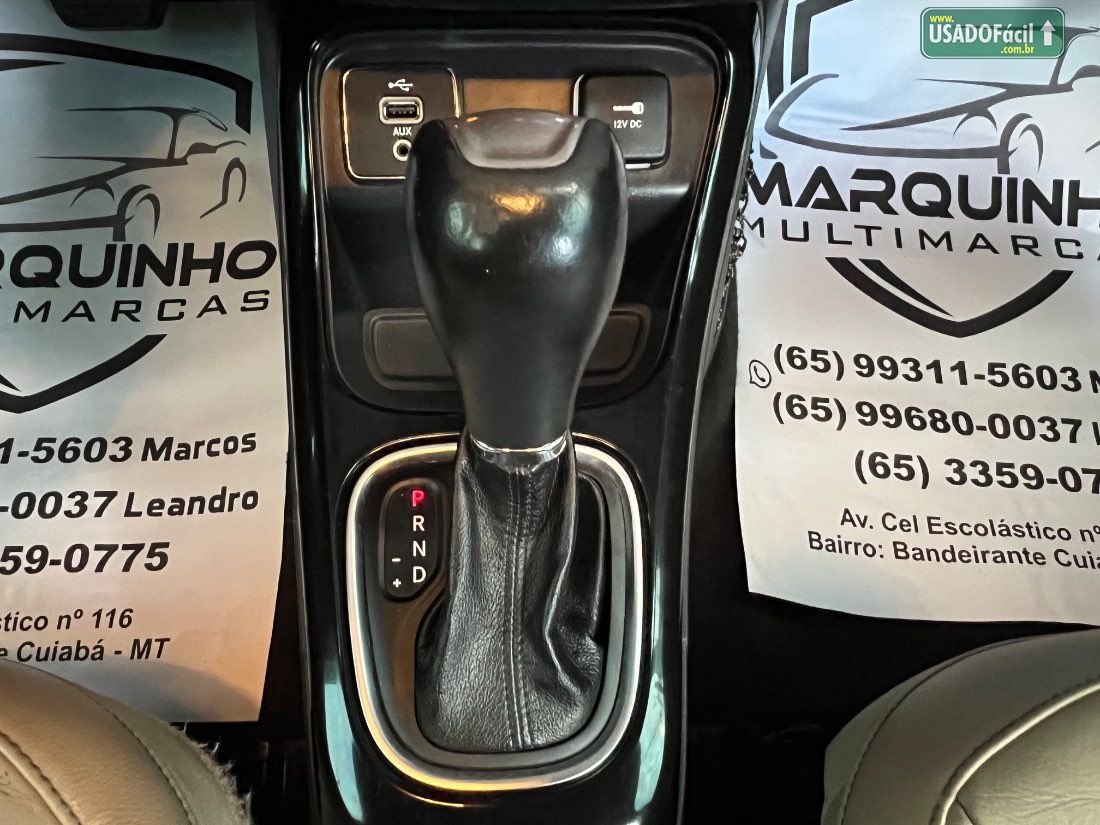 www.
USADOFácil
.com.br
RQUINHO
MARCAS
1-5603 Marcos
-0037 Leandro
59-0775
stico nº 116
e Cuiabá - MT
AUX
12V DC
P
R
N
D
-
+
MARQUINH
MULTIMARCA
(65) 99311-5603
(65) 99680-0037
(65) 3359-07
Av. Cel Escolástico nº
Bairro: Bandeirante Cuia